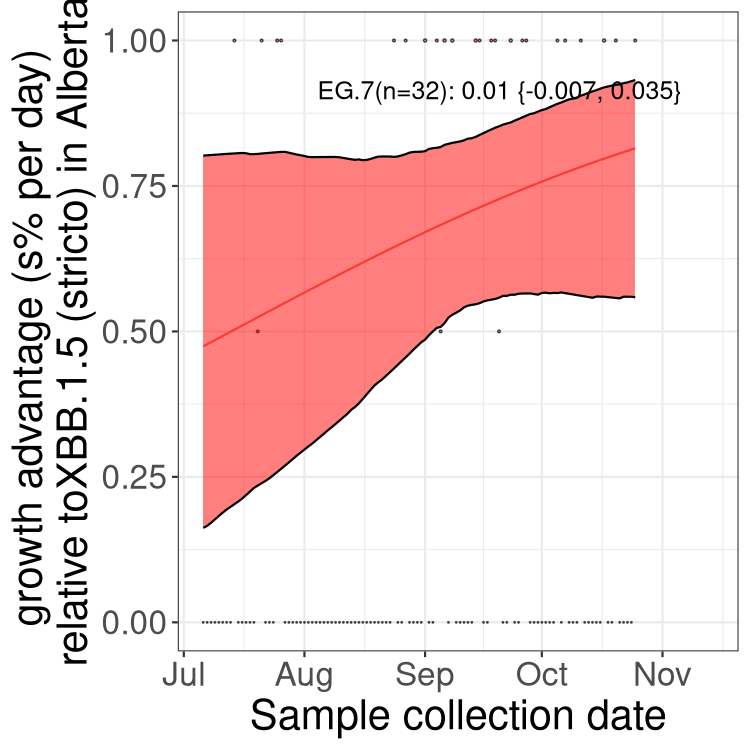 growth advantage (s% per day)
relative toXBB.1.5 (stricto) in Alberta
1.00
0.75
0.50
0.25
0.00
EG.7(n=32): 0.01 {-0.007, 0.035}
Jul Aug Sep Oct Nov
Sample collection date